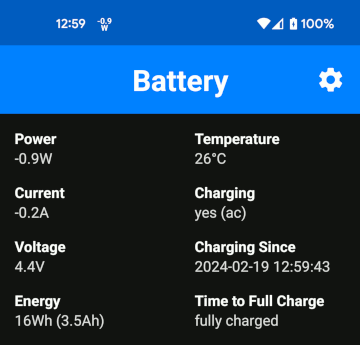 12:59 -0.9 W 100%
Battery
Power Temperature
-0.9W 26°C
Current Charging
-0.2A yes (ac)
Voltage Charging Since
4.4V 2024-02-19 12:59:43
Energy Time to Full Charge
16Wh (3.5Ah) fully charged